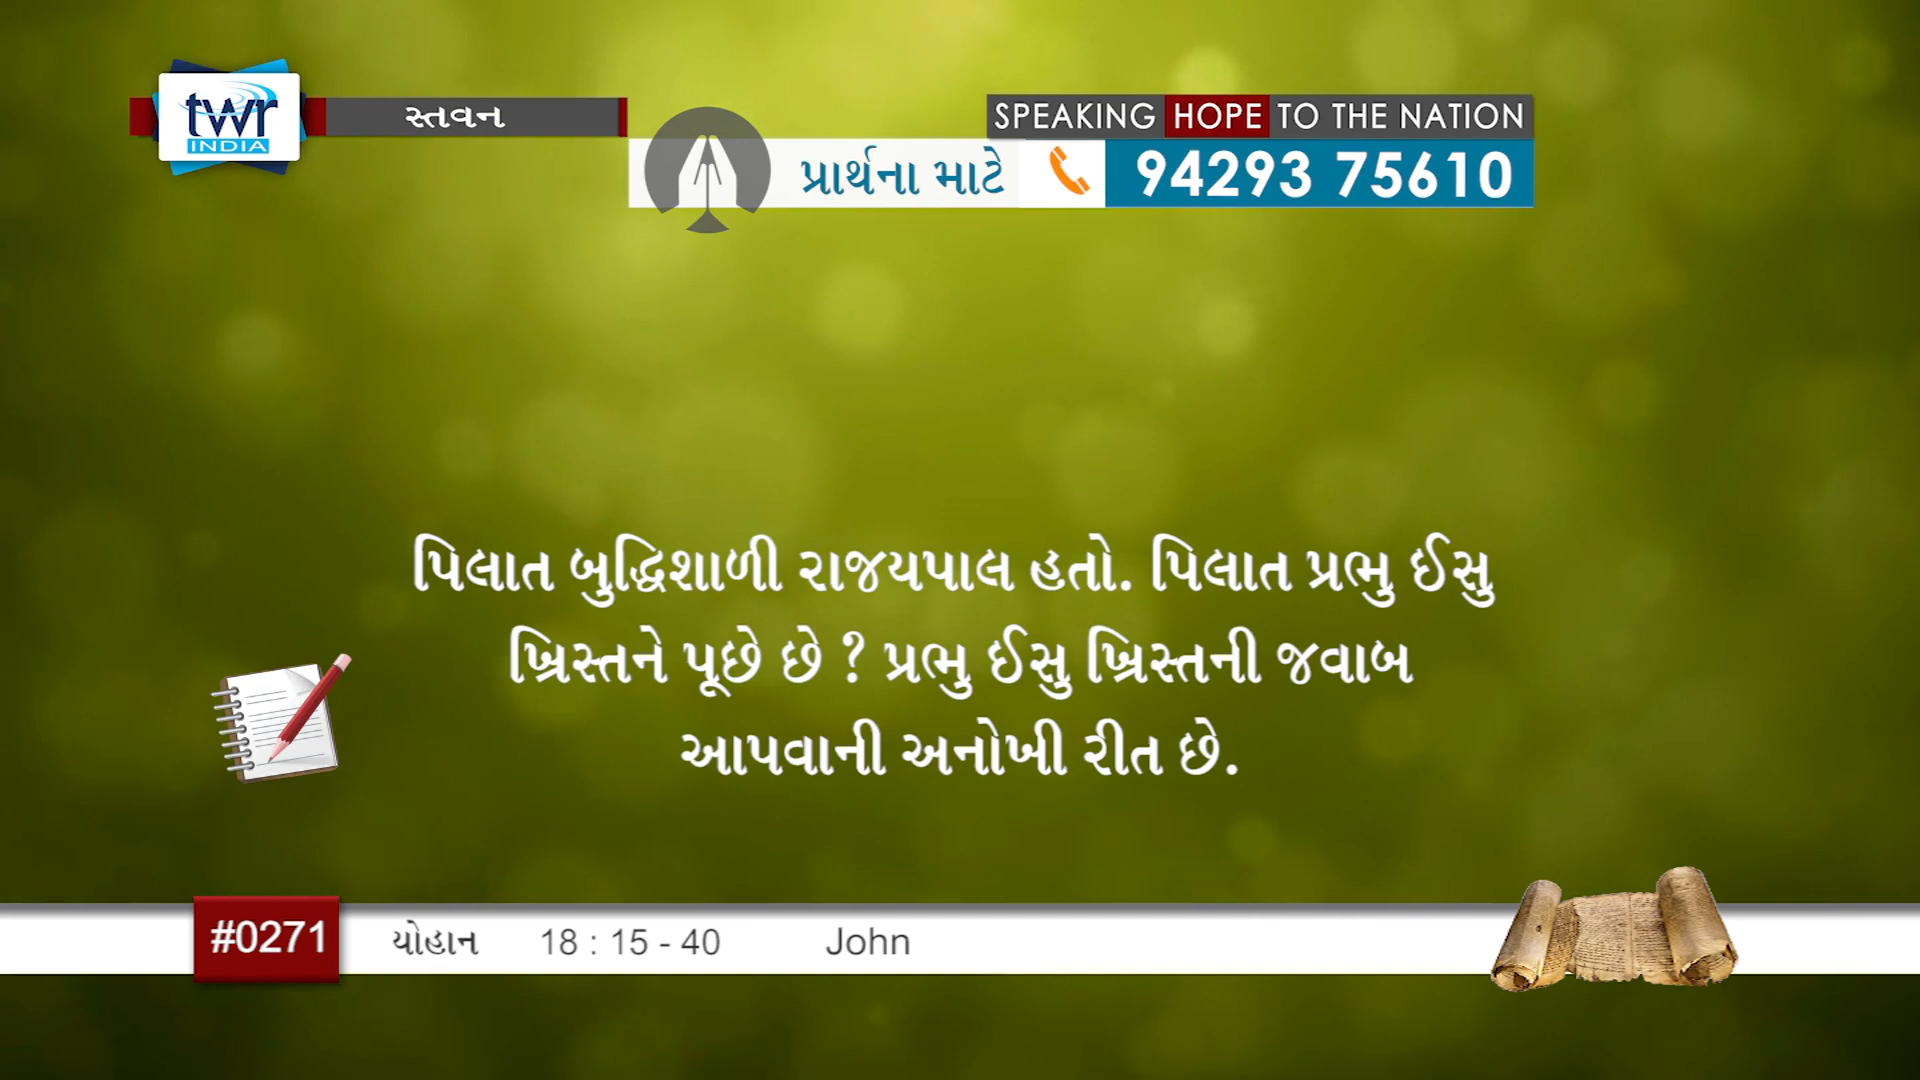 twr
INDIA
સ્તવન
SPEAKING HOPE TO THE NATION
પ્રાર્થના માટે 94293 75610
પિલાત બુદ્ધિશાળી રાજયપાલ હતો. પિલાત પ્રભુ ઈસુ
ખ્રિસ્તને પૂછે છે ? પ્રભુ ઈસુ ખ્રિસ્તની જવાબ
આપવાની અનોખી રીત છે.
#0271 યોહાન 18 : 15 - 40 John